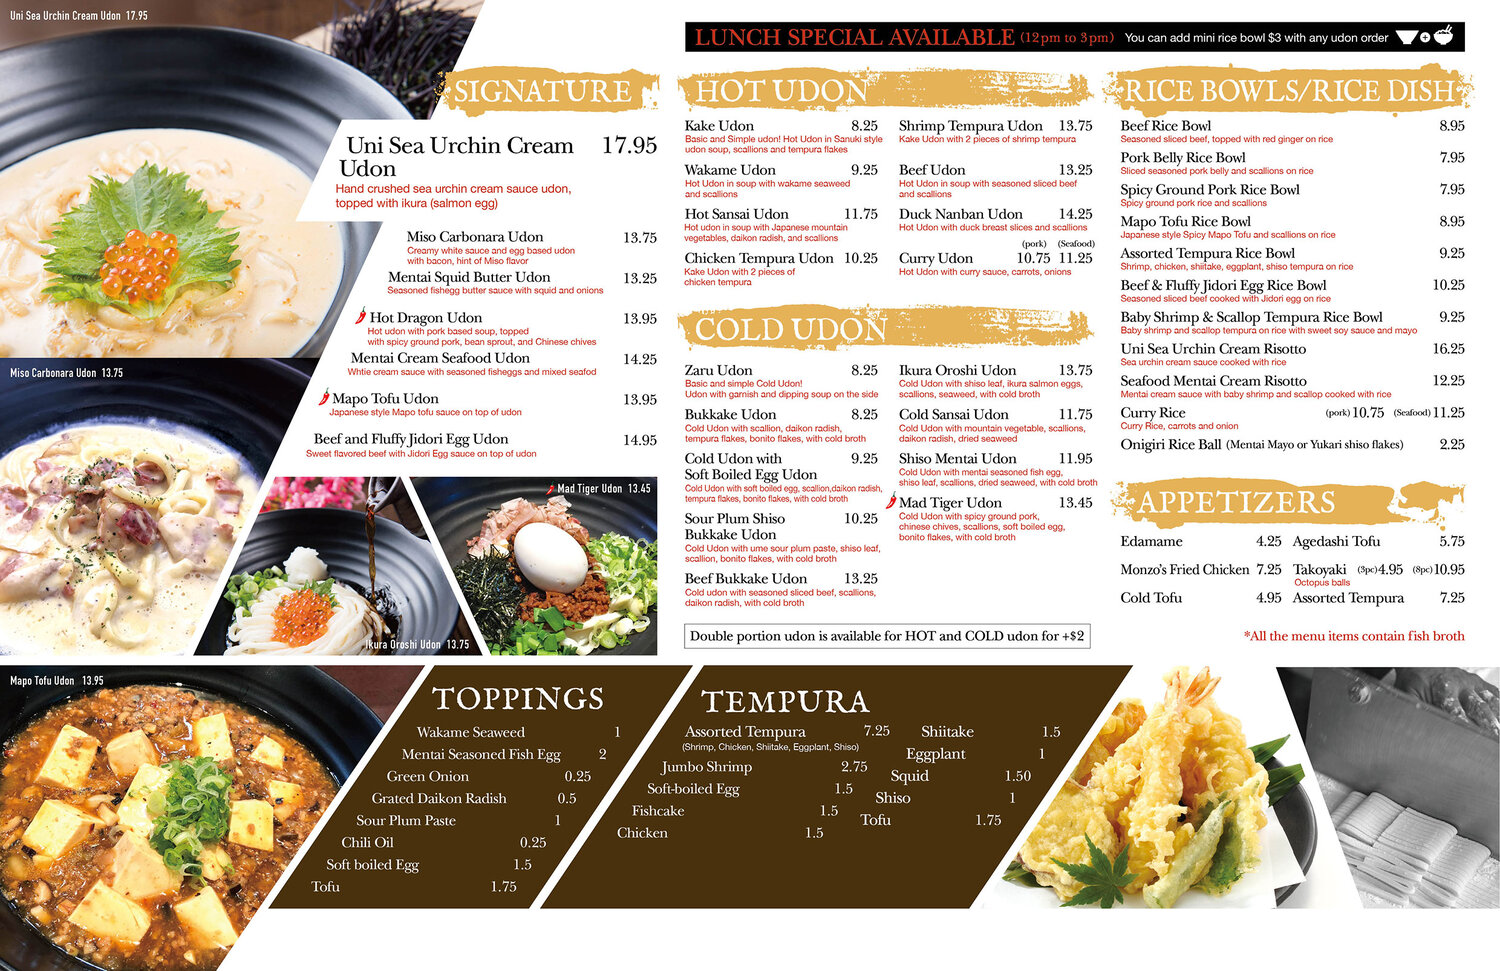 Uni Sea Urchin Cream Udon 17.95
SIGNATURE
Uni Sea Urchin Cream 17.95
Udon
Hand crushed sea urchin cream sauce udon,
topped with ikura (salmon egg)
Miso Carbonara Udon 13.75
Creamy white sauce and egg based udon
with bacon, hint of Miso flavor
Mentai Squid Butter Udon 13.25
Seasoned fishegg butter sauce with squid and onions
Hot Dragon Udon 13.95
Hot udon with pork based soup, topped
with spicy ground pork, bean sprout, and Chinese chives
Mentai Cream Seafood Udon 14.25
Whtie cream sauce with seasoned fisheggs and mixed seafod
Mapo Tofu Udon 13.95
Japanese style Mapo tofu sauce on top of udon
Beef and Fluffy Jidori Egg Udon 14.95
Sweet flavored beef with Jidori Egg sauce on top of udon
Miso Carbonara Udon 13.75
Ikura Oroshi Udon 13.75
Mad Tiger Udon 13.45
LUNCH SPECIAL AVAILABLE (12pm to 3pm) You can add mini rice bowl $3 with any udon order
HOT UDON
Kake Udon 8.25
Basic and Simple udon! Hot Udon in Sanuki style
udon soup, scallions and tempura flakes
Wakame Udon 9.25
Hot Udon in soup with wakame seaweed
and scallions
Hot Sansai Udon 11.75
Hot udon in soup with Japanese mountain
vegetables, daikon radish, and scallions
Chicken Tempura Udon 10.25
Kake Udon with 2 pieces of
chicken tempura
Shrimp Tempura Udon 13.75
Kake Udon with 2 pieces of shrimp tempura
Beef Udon 13.25
Hot Udon in soup with seasoned sliced beef
and scallions
Duck Nanban Udon 14.25
Hot Udon with duck breast slices and scallions
(pork) (Seafood)
Curry Udon 10.75 11.25
Hot Udon with curry sauce, carrots, onions
COLD UDON
Zaru Udon 8.25
Basic and simple Cold Udon!
Udon with garnish and dipping soup on the side
Bukkake Udon 8.25
Cold Udon with scallion, daikon radish,
tempura flakes, bonito flakes, with cold broth
Cold Udon with 9.25
Soft Boiled Egg Udon
Cold Udon with soft boiled egg, scallion,daikon radish,
tempura flakes, bonito flakes, with cold broth
Sour Plum Shiso 10.25
Bukkake Udon
Cold Udon with ume sour plum paste, shiso leaf,
scallion, bonito flakes, with cold broth
Beef Bukkake Udon 13.25
Cold udon with seasoned sliced beef, scallions,
daikon radish, with cold broth
Ikura Oroshi Udon 13.75
Cold Udon with shiso leaf, ikura salmon eggs,
scallions, seaweed, with cold broth
Cold Sansai Udon 11.75
Cold Udon with mountain vegetable, scallions,
daikon radish, dried seaweed
Shiso Mentai Udon 11.95
Cold Udon with mentai seasoned fish egg,
shiso leaf, scallions, dried seaweed, with cold broth
Mad Tiger Udon 13.45
Cold Udon with spicy ground pork,
chinese chives, scallions, soft boiled egg,
bonito flakes, with cold broth
Double portion udon is available for HOT and COLD udon for +$2
RICE BOWLS/RICE DISH
Beef Rice Bowl 8.95
Seasoned sliced beef, topped with red ginger on rice
Pork Belly Rice Bowl 7.95
Sliced seasoned pork belly and scallions on rice
Spicy Ground Pork Rice Bowl 7.95
Spicy ground pork rice and scallions
Mapo Tofu Rice Bowl 8.95
Japanese style Spicy Mapo Tofu and scallions on rice
Assorted Tempura Rice Bowl 9.25
Shrimp, chicken, shiitake, eggplant, shiso tempura on rice
Beef & Fluffy Jidori Egg Rice Bowl 10.25
Seasoned sliced beef cooked with Jidori egg on rice
Baby Shrimp & Scallop Tempura Rice Bowl 9.25
Baby shrimp and scallop tempura on rice with sweet soy sauce and mayo
Uni Sea Urchin Cream Risotto 16.25
Sea urchin cream sauce cooked with rice
Seafood Mentai Cream Risotto 12.25
Mentai cream sauce with baby shrimp and scallop cooked with rice
Curry Rice (pork) 10.75 (Seafood) 11.25
Curry Rice, carrots and onion
Onigiri Rice Ball (Mentai Mayo or Yukari shiso flakes) 2.25
APPETIZERS
Edamame 4.25 Agedashi Tofu 5.75
Monzo's Fried Chicken 7.25 Takoyaki (3pc)4.95 (8pc)10.95
Octopus balls
Cold Tofu 4.95 Assorted Tempura 7.25
*All the menu items contain fish broth
Mapo Tofu Udon 13.95
TOPPINGS
Wakame Seaweed 1
Mentai Seasoned Fish Egg 2
Green Onion 0.25
Grated Daikon Radish 0.5
Sour Plum Paste 1
Chili Oil 0.25
Soft boiled Egg 1.5
Tofu 1.75
TEMPURA
Assorted Tempura 7.25
(Shrimp, Chicken, Shiitake, Eggplant, Shiso)
Jumbo Shrimp 2.75
Soft-boiled Egg 1.5
Fishcake 1.5
Chicken 1.5
Shiitake 1.5
Eggplant 1
Squid 1.50
Shiso 1
Tofu 1.75